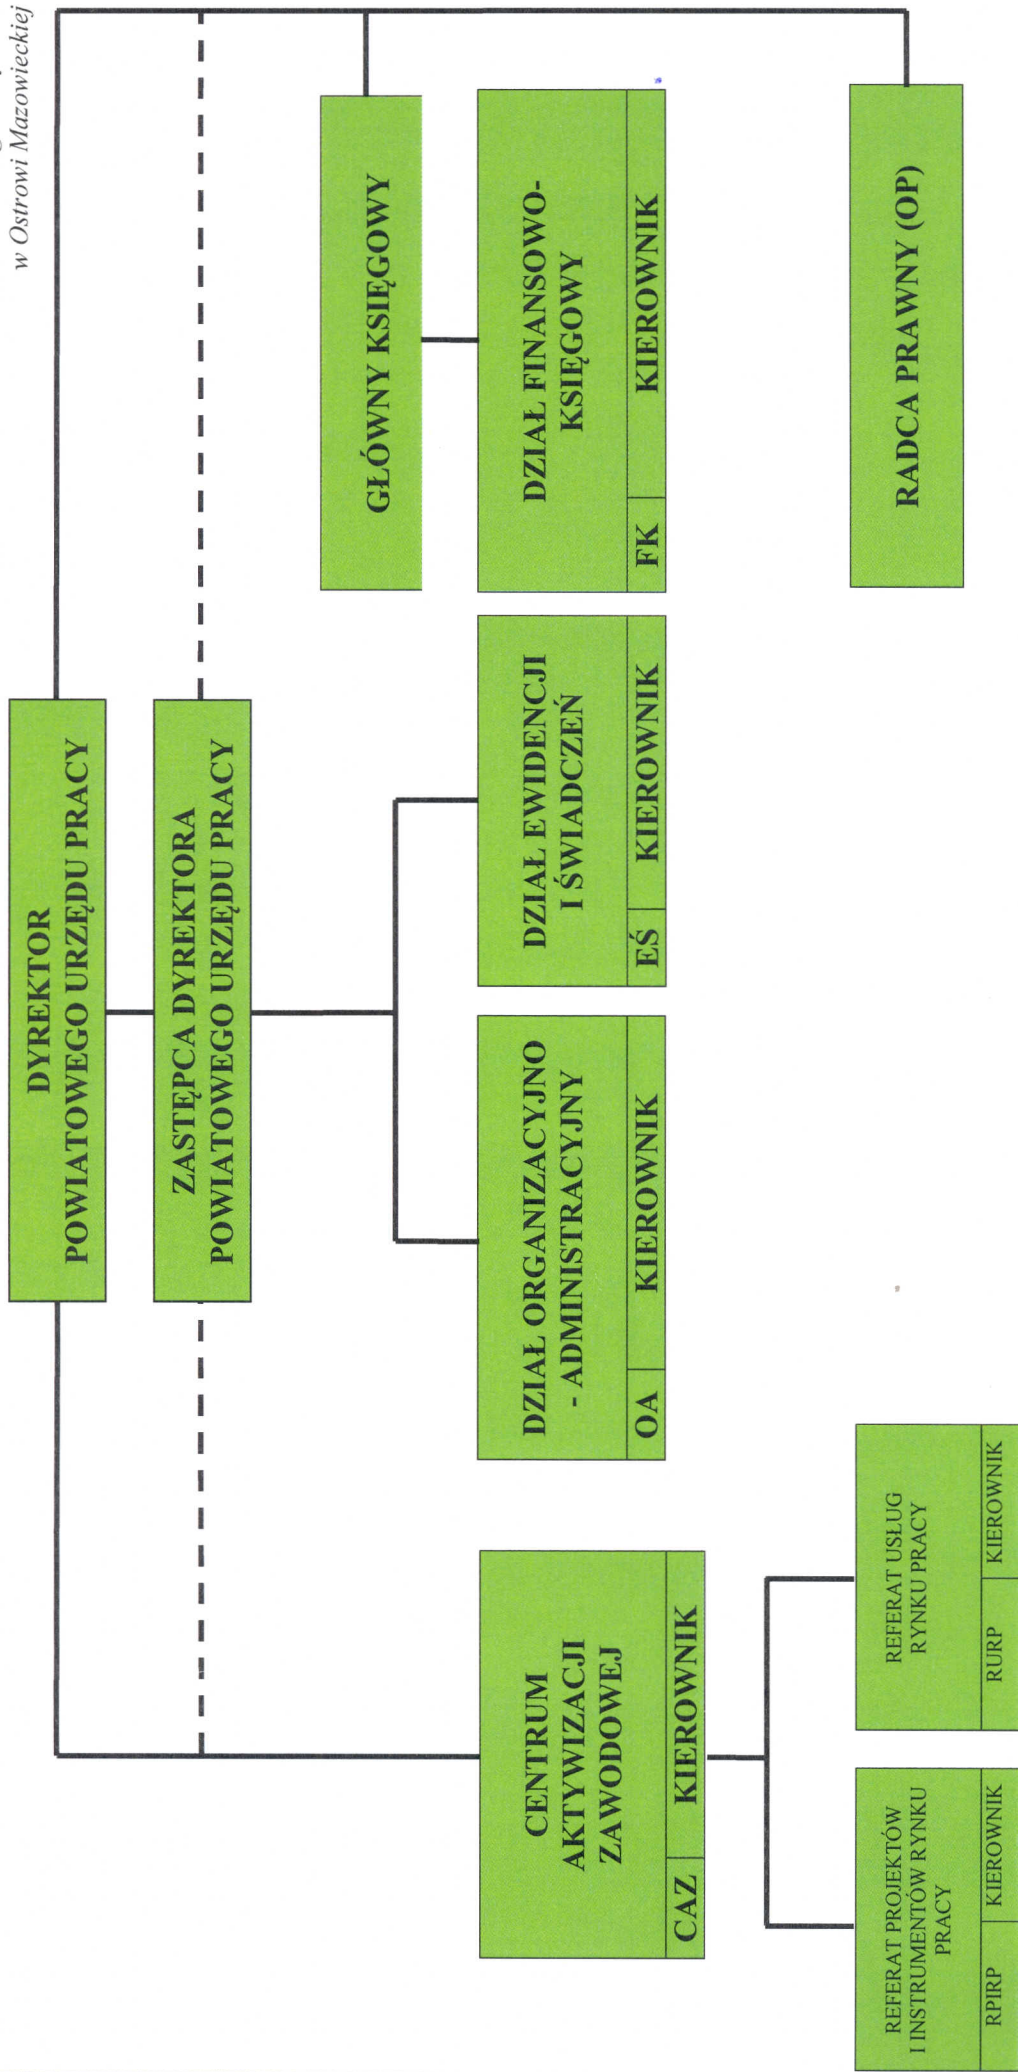 w Ostrowi Mazowieckiej
DYREKTOR
POWIATOWEGO URZĘDU PRACY
ZASTĘPCA DYREKTORA
POWIATOWEGO URZĘDU PRACY
GŁÓWNY KSIĘGOWY
CENTRUM
AKTYWIZACJI
ZAWODOWEJ
CAZ KIEROWNIK
DZIAŁ ORGANIZACYJNO
- ADMINISTRACYJNY
OA KIEROWNIK
DZIAŁ EWIDENCJI
I ŚWIADCZEŃ
EŚ KIEROWNIK
DZIAŁ FINANSOWO-
KSIĘGOWY
FK KIEROWNIK
REFERAT PROJEKTÓW
I INSTRUMENTÓW RYNKU
PRACY
RPIRP KIEROWNIK
REFERAT USŁUG
RYNKU PRACY
RURP KIEROWNIK
RADCA PRAWNY (OP)